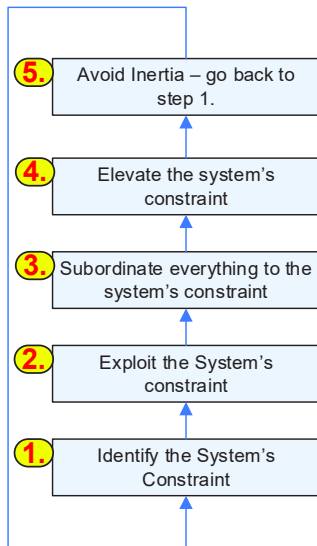 5.
Avoid Inertia – go back to
step 1.
4.
Elevate the system’s
constraint
3.
Subordinate everything to the
system’s constraint
2.
Exploit the System’s
constraint
1.
Identify the System’s
Constraint